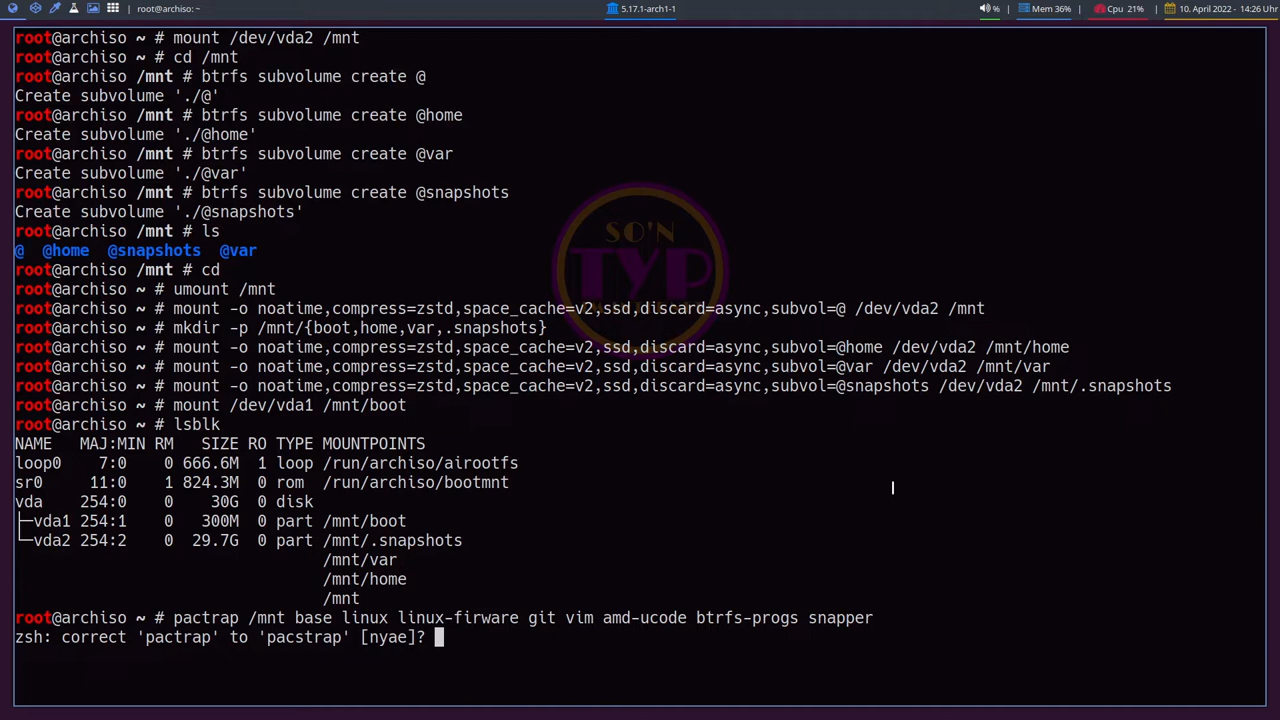 root@archiso: ~
5.17.1-arch1-1
%
Mem 36%
Cpu 21%
10. April 2022 - 14:26 Uhr
root@archiso ~ # mount /dev/vda2 /mnt
root@archiso ~ # cd /mnt
root@archiso /mnt # btrfs subvolume create @
Create subvolume './@'
root@archiso /mnt # btrfs subvolume create @home
Create subvolume './@home'
root@archiso /mnt # btrfs subvolume create @var
Create subvolume './@var'
root@archiso /mnt # btrfs subvolume create @snapshots
Create subvolume './@snapshots'
root@archiso /mnt # ls
@ @home @snapshots @var
root@archiso /mnt # cd
root@archiso ~ # umount /mnt
root@archiso ~ # mount -o noatime,compress=zstd,space_cache=v2,ssd,discard=async,subvol=@ /dev/vda2 /mnt
root@archiso ~ # mkdir -p /mnt/{boot,home,var,.snapshots}
root@archiso ~ # mount -o noatime,compress=zstd,space_cache=v2,ssd,discard=async,subvol=@home /dev/vda2 /mnt/home
root@archiso ~ # mount -o noatime,compress=zstd,space_cache=v2,ssd,discard=async,subvol=@var /dev/vda2 /mnt/var
root@archiso ~ # mount -o noatime,compress=zstd,space_cache=v2,ssd,discard=async,subvol=@snapshots /dev/vda2 /mnt/.snapshots
root@archiso ~ # mount /dev/vda1 /mnt/boot
root@archiso ~ # lsblk
NAME MAJ:MIN RM SIZE RO TYPE MOUNTPOINTS
loop0 7:0 0 666.6M 1 loop /run/archiso/airootfs
sr0 11:0 1 824.3M 0 rom /run/archiso/bootmnt
vda 254:0 0 30G 0 disk
├─vda1 254:1 0 300M 0 part /mnt/boot
└─vda2 254:2 0 29.7G 0 part /mnt/.snapshots
/mnt/var
/mnt/home
/mnt
root@archiso ~ # pactrap /mnt base linux linux-firware git vim amd-ucode btrfs-progs snapper
zsh: correct 'pactrap' to 'pacstrap' [nyae]?
SO'N
TYP